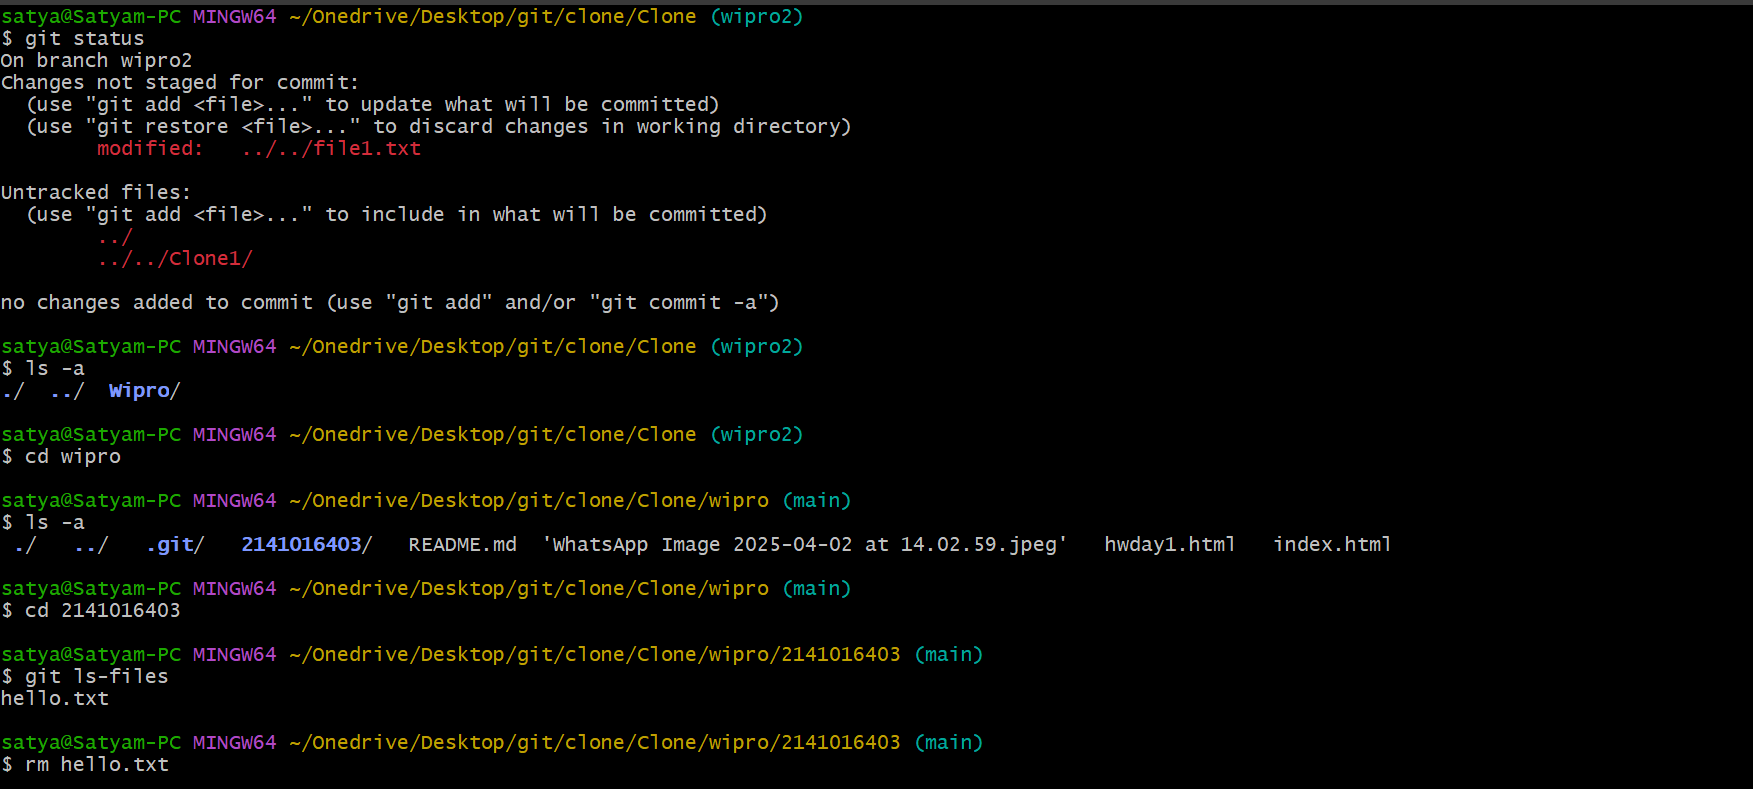 satya@Satyam-PC MINGW64 ~/Onedrive/Desktop/git/clone/Clone (wipro2)
$ git status
On branch wipro2
Changes not staged for commit:
  (use "git add <file>..." to update what will be committed)
  (use "git restore <file>..." to discard changes in working directory)
        modified:   ../../file1.txt

Untracked files:
  (use "git add <file>..." to include in what will be committed)
        ../
        ../../Clone1/

no changes added to commit (use "git add" and/or "git commit -a")

satya@Satyam-PC MINGW64 ~/Onedrive/Desktop/git/clone/Clone (wipro2)
$ ls -a
./  ../  Wipro/

satya@Satyam-PC MINGW64 ~/Onedrive/Desktop/git/clone/Clone (wipro2)
$ cd wipro

satya@Satyam-PC MINGW64 ~/Onedrive/Desktop/git/clone/Clone/wipro (main)
$ ls -a
 ./   ../   .git/   2141016403/   README.md  'WhatsApp Image 2025-04-02 at 14.02.59.jpeg'   hwday1.html   index.html

satya@Satyam-PC MINGW64 ~/Onedrive/Desktop/git/clone/Clone/wipro (main)
$ cd 2141016403

satya@Satyam-PC MINGW64 ~/Onedrive/Desktop/git/clone/Clone/wipro/2141016403 (main)
$ git ls-files
hello.txt

satya@Satyam-PC MINGW64 ~/Onedrive/Desktop/git/clone/Clone/wipro/2141016403 (main)
$ rm hello.txt